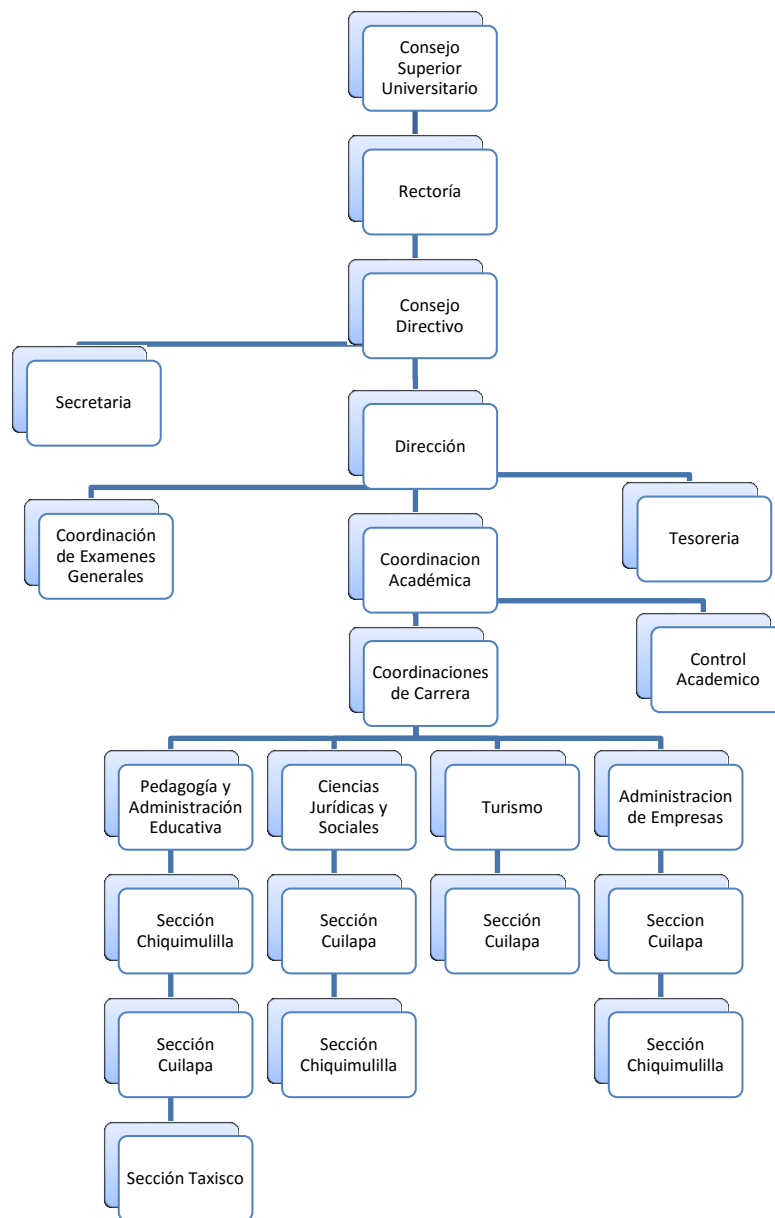 Consejo
Superior
Universitario
Rectoría
Consejo
Directivo
Secretaria
Dirección
Coordinación
de Examenes
Generales
Coordinacion
Académica
Tesoreria
Coordinaciones
de Carrera
Control
Academico
Pedagogía y
Administración
Educativa
Ciencias
Jurídicas y
Sociales
Turismo
Administracion
de Empresas
Sección
Chiquimulilla
Sección
Cuilapa
Sección
Cuilapa
Seccion
Cuilapa
Sección
Cuilapa
Sección
Chiquimulilla
Sección
Chiquimulilla
Sección Taxisco